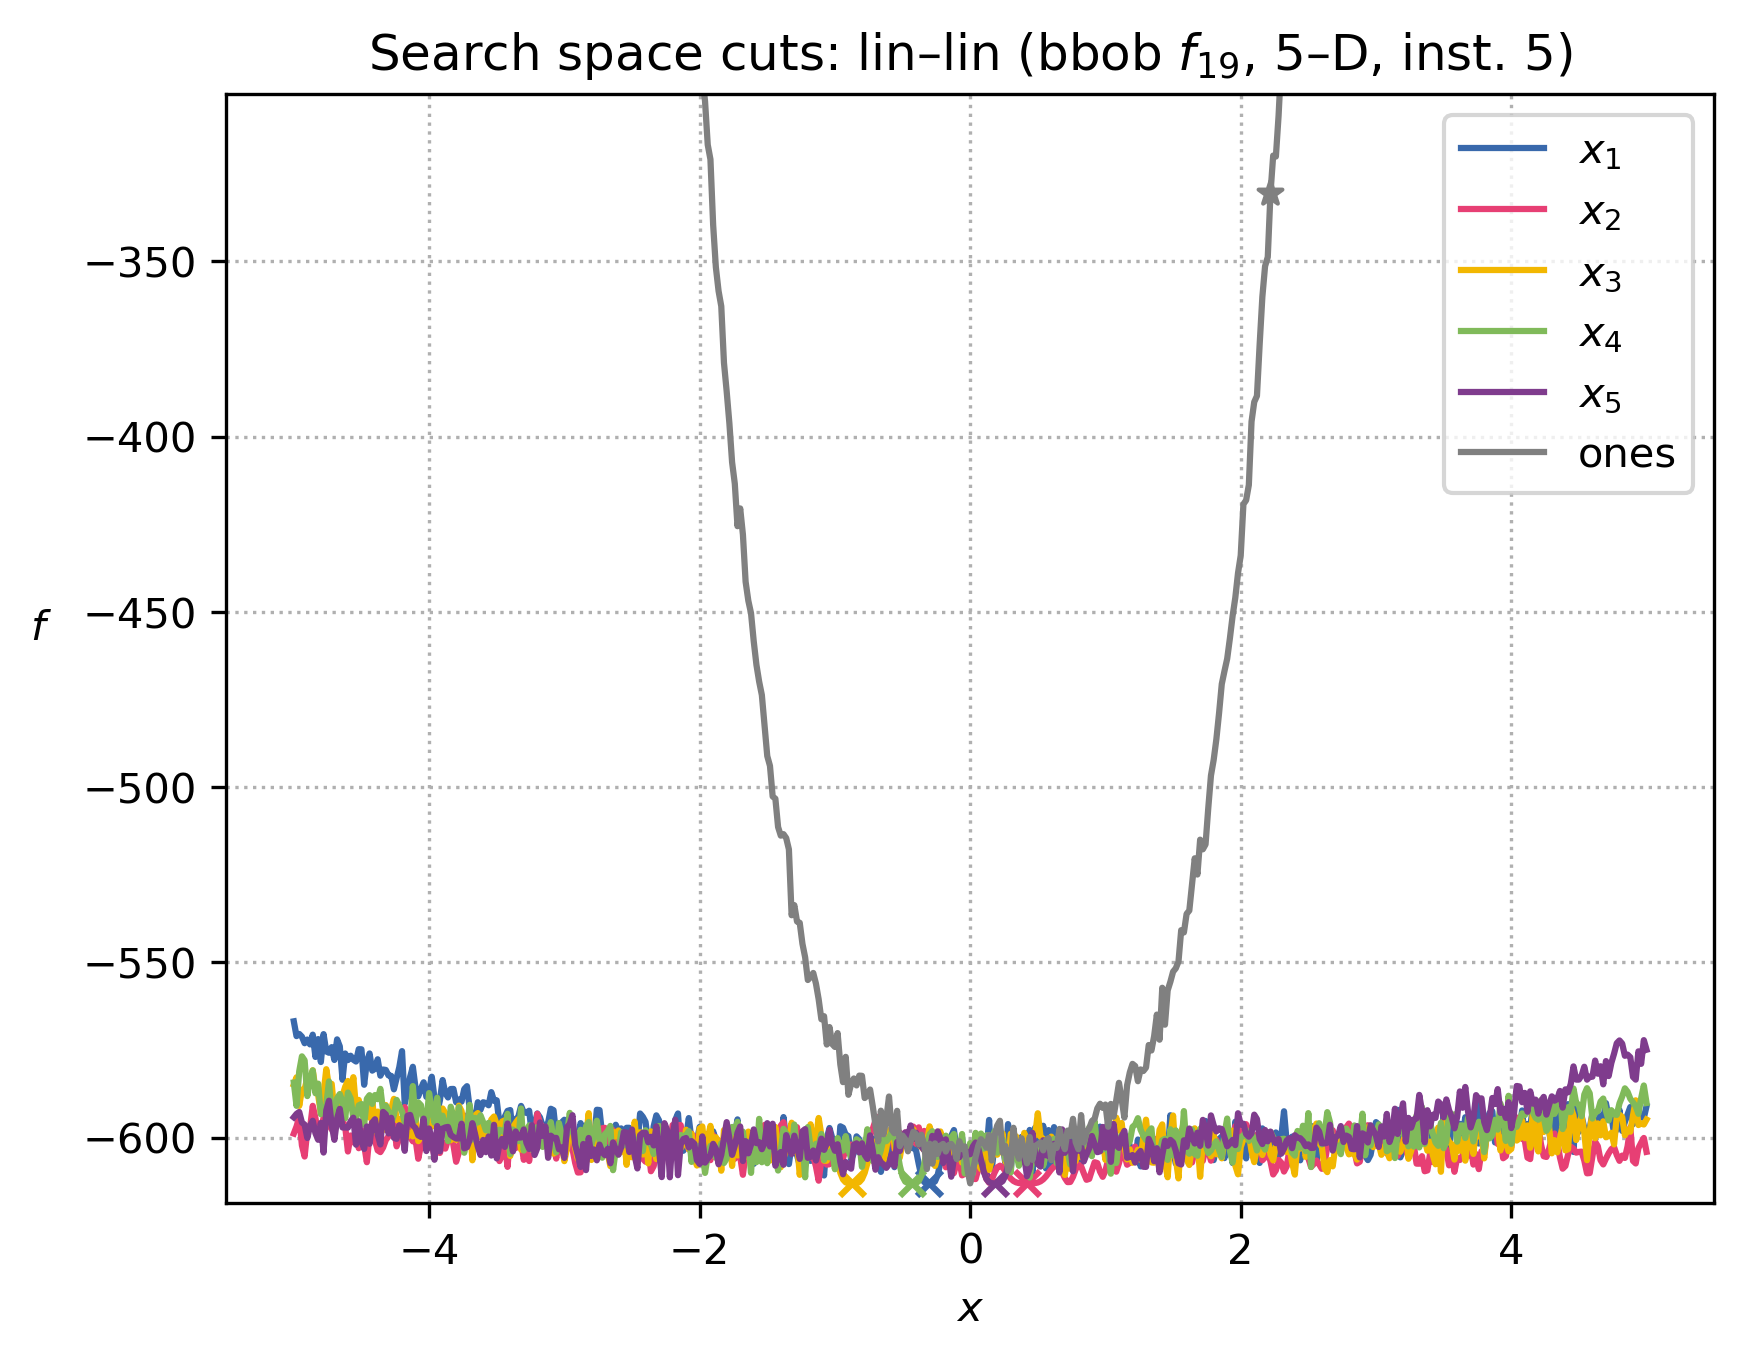 Search space cuts: lin–lin (bbob f19, 5–D, inst. 5)
x1
x2
x3
x4
x5
ones
−350
−400
−450
−500
−550
−600
f
−4
−2
0
2
4
x